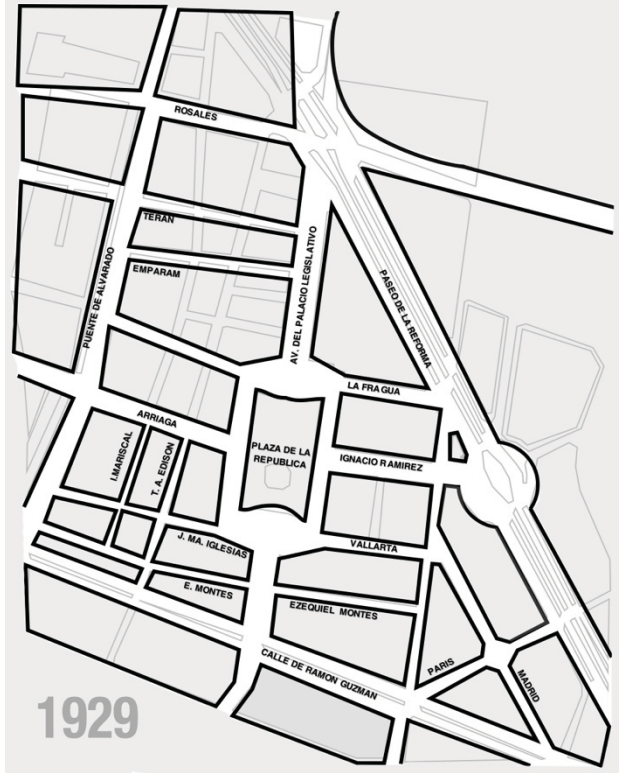 ROSALES
TERAN
EMPARAM
PUENTE DE ALVARADO
AV. DEL PALACIO LEGISLATIVO
PASEO DE LA REFORMA
LA FRAGUA
ARRIAGA
I.MARISCAL
T. A. EDISON
PLAZA DE LA
REPUBLICA
IGNACIO RAMIREZ
J. MA. IGLESIAS
VALLARTA
E. MONTES
EZEQUIEL MONTES
CALLE DE RAMON GUZMAN
PARIS
MADRID
1929